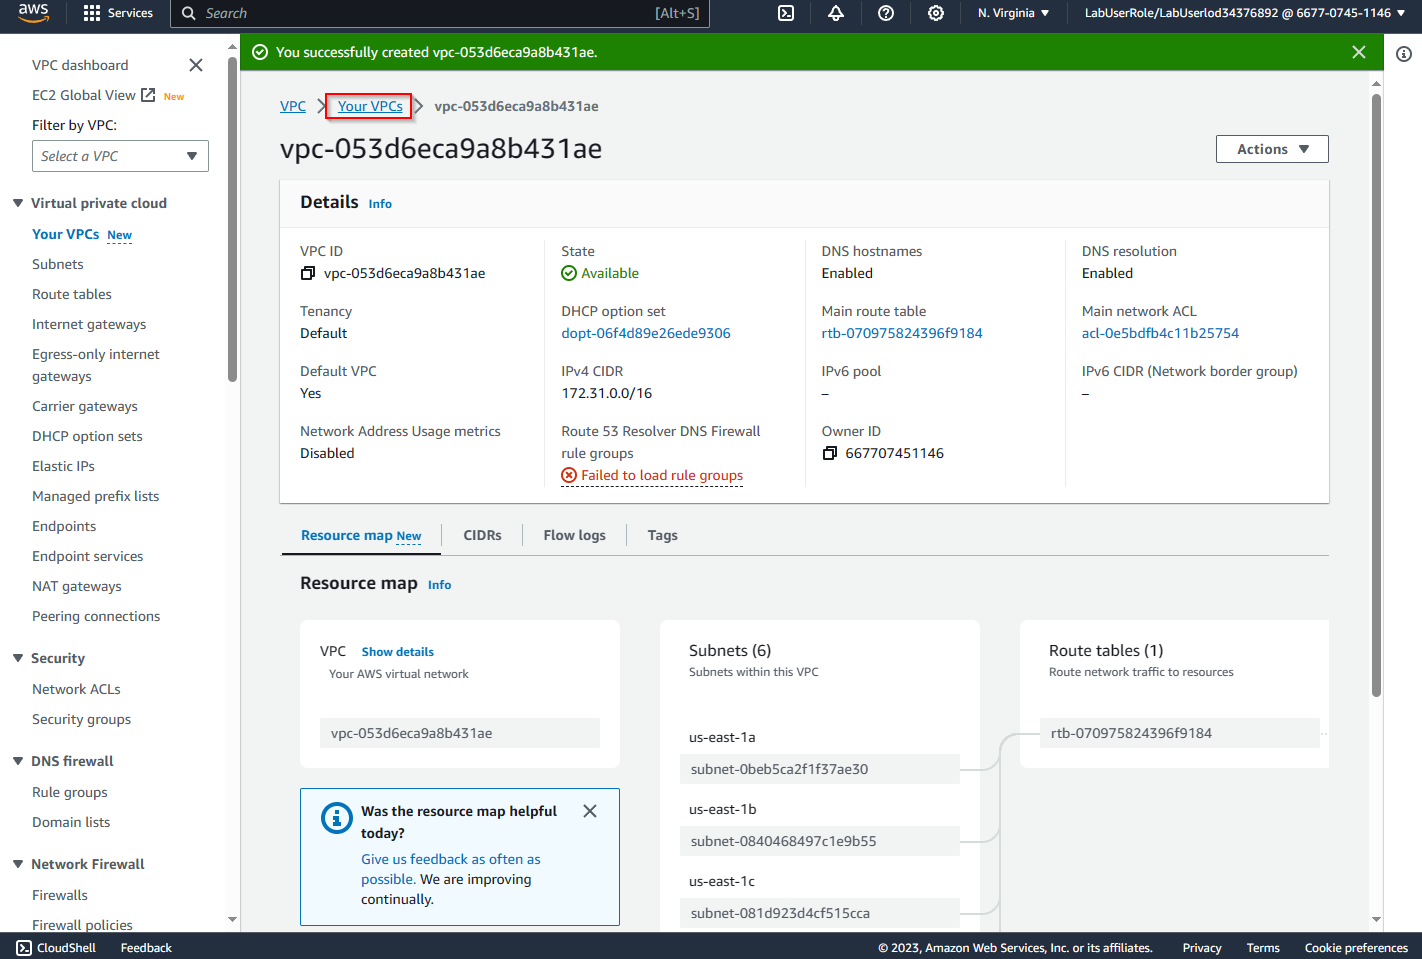 aws
Services
Search
[Alt+S]
N. Virginia
LabUserRole/LabUserlod34376892 @ 6677-0745-1146
You successfully created vpc-053d6eca9a8b431ae.
VPC dashboard
EC2 Global View New
Filter by VPC:
Select a VPC
Virtual private cloud
Your VPCs New
Subnets
Route tables
Internet gateways
Egress-only internet
gateways
Carrier gateways
DHCP option sets
Elastic IPs
Managed prefix lists
Endpoints
Endpoint services
NAT gateways
Peering connections
Security
Network ACLs
Security groups
DNS firewall
Rule groups
Domain lists
Network Firewall
Firewalls
Firewall policies
VPC
Your VPCs
vpc-053d6eca9a8b431ae
vpc-053d6eca9a8b431ae
Actions
Details Info
VPC ID
vpc-053d6eca9a8b431ae
State
Available
DNS hostnames
Enabled
DNS resolution
Enabled
Tenancy
Default
DHCP option set
dopt-06f4d89e26ede9306
Main route table
rtb-070975824396f9184
Main network ACL
acl-0e5bdfb4c11b25754
Default VPC
Yes
IPv4 CIDR
172.31.0.0/16
IPv6 pool
–
IPv6 CIDR (Network border group)
–
Network Address Usage metrics
Disabled
Route 53 Resolver DNS Firewall
rule groups
Failed to load rule groups
Owner ID
667707451146
Resource map New
CIDRs
Flow logs
Tags
Resource map Info
VPC Show details
Your AWS virtual network
vpc-053d6eca9a8b431ae
Was the resource map helpful
today?
Give us feedback as often as
possible. We are improving
continually.
Subnets (6)
Subnets within this VPC
us-east-1a
subnet-0beb5ca2f1f37ae30
us-east-1b
subnet-0840468497c1e9b55
us-east-1c
subnet-081d923d4cf515cca
Route tables (1)
Route network traffic to resources
rtb-070975824396f9184
CloudShell
Feedback
© 2023, Amazon Web Services, Inc. or its affiliates.
Privacy
Terms
Cookie preferences